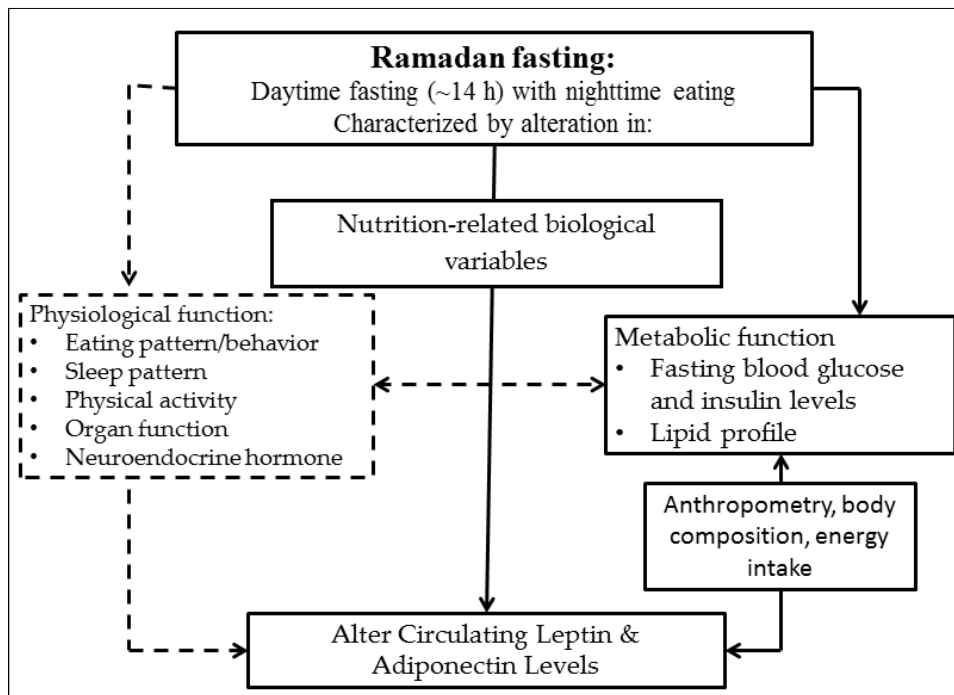 Ramadan fasting:
Daytime fasting (~14 h) with nighttime eating
Characterized by alteration in:
Nutrition-related biological
variables
Physiological function:
• Eating pattern/behavior
• Sleep pattern
• Physical activity
• Organ function
• Neuroendocrine hormone
Metabolic function
• Fasting blood glucose
and insulin levels
• Lipid profile
Anthropometry, body
composition, energy
intake
Alter Circulating Leptin &
Adiponectin Levels